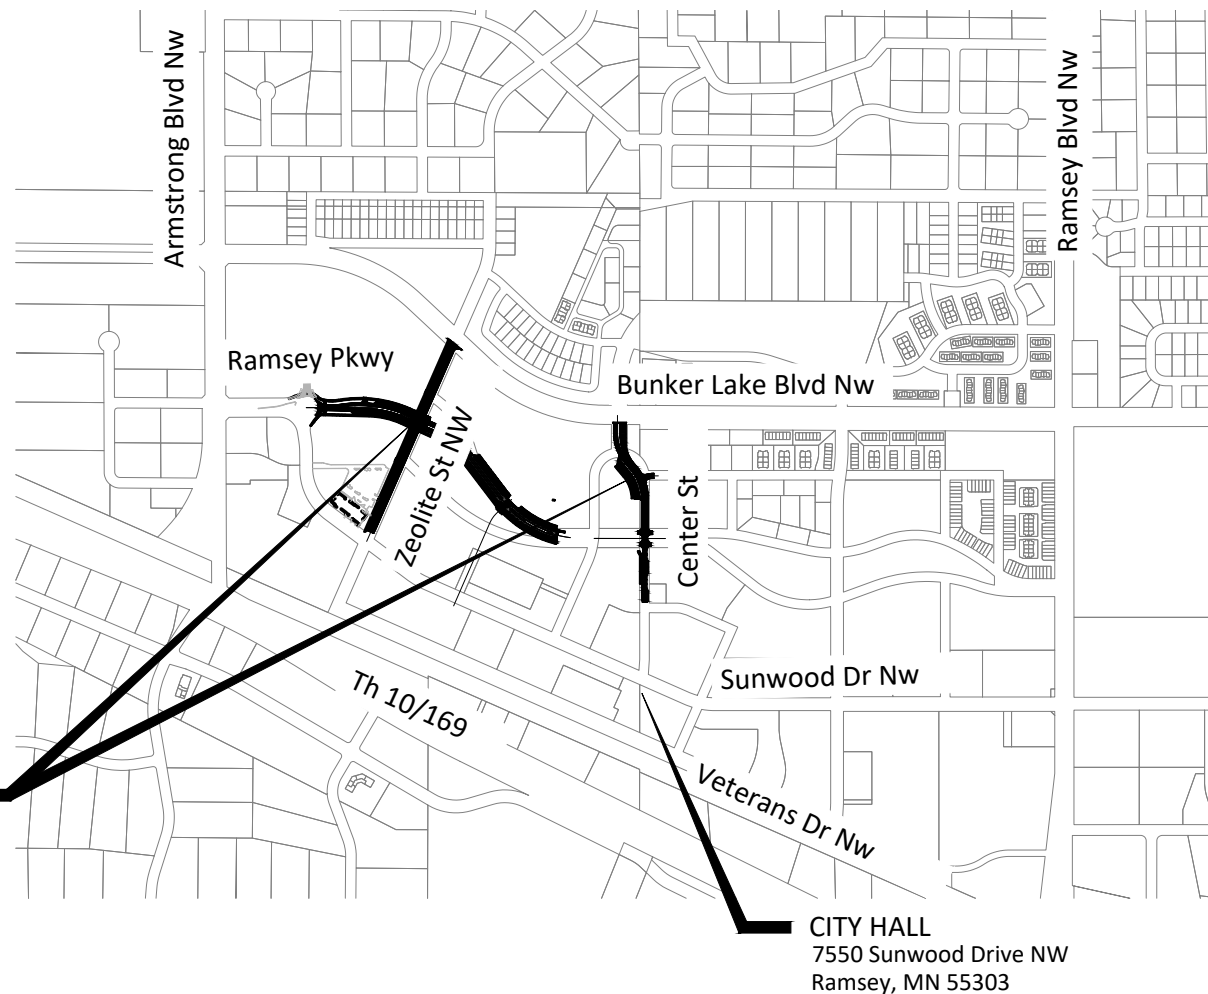 Armstrong Blvd Nw
Ramsey Blvd Nw
Ramsey Pkwy
Bunker Lake Blvd Nw
Zeolite St NW
Center St
Sunwood Dr Nw
Th 10/169
Veterans Dr Nw
CITY HALL
7550 Sunwood Drive NW
Ramsey, MN 55303